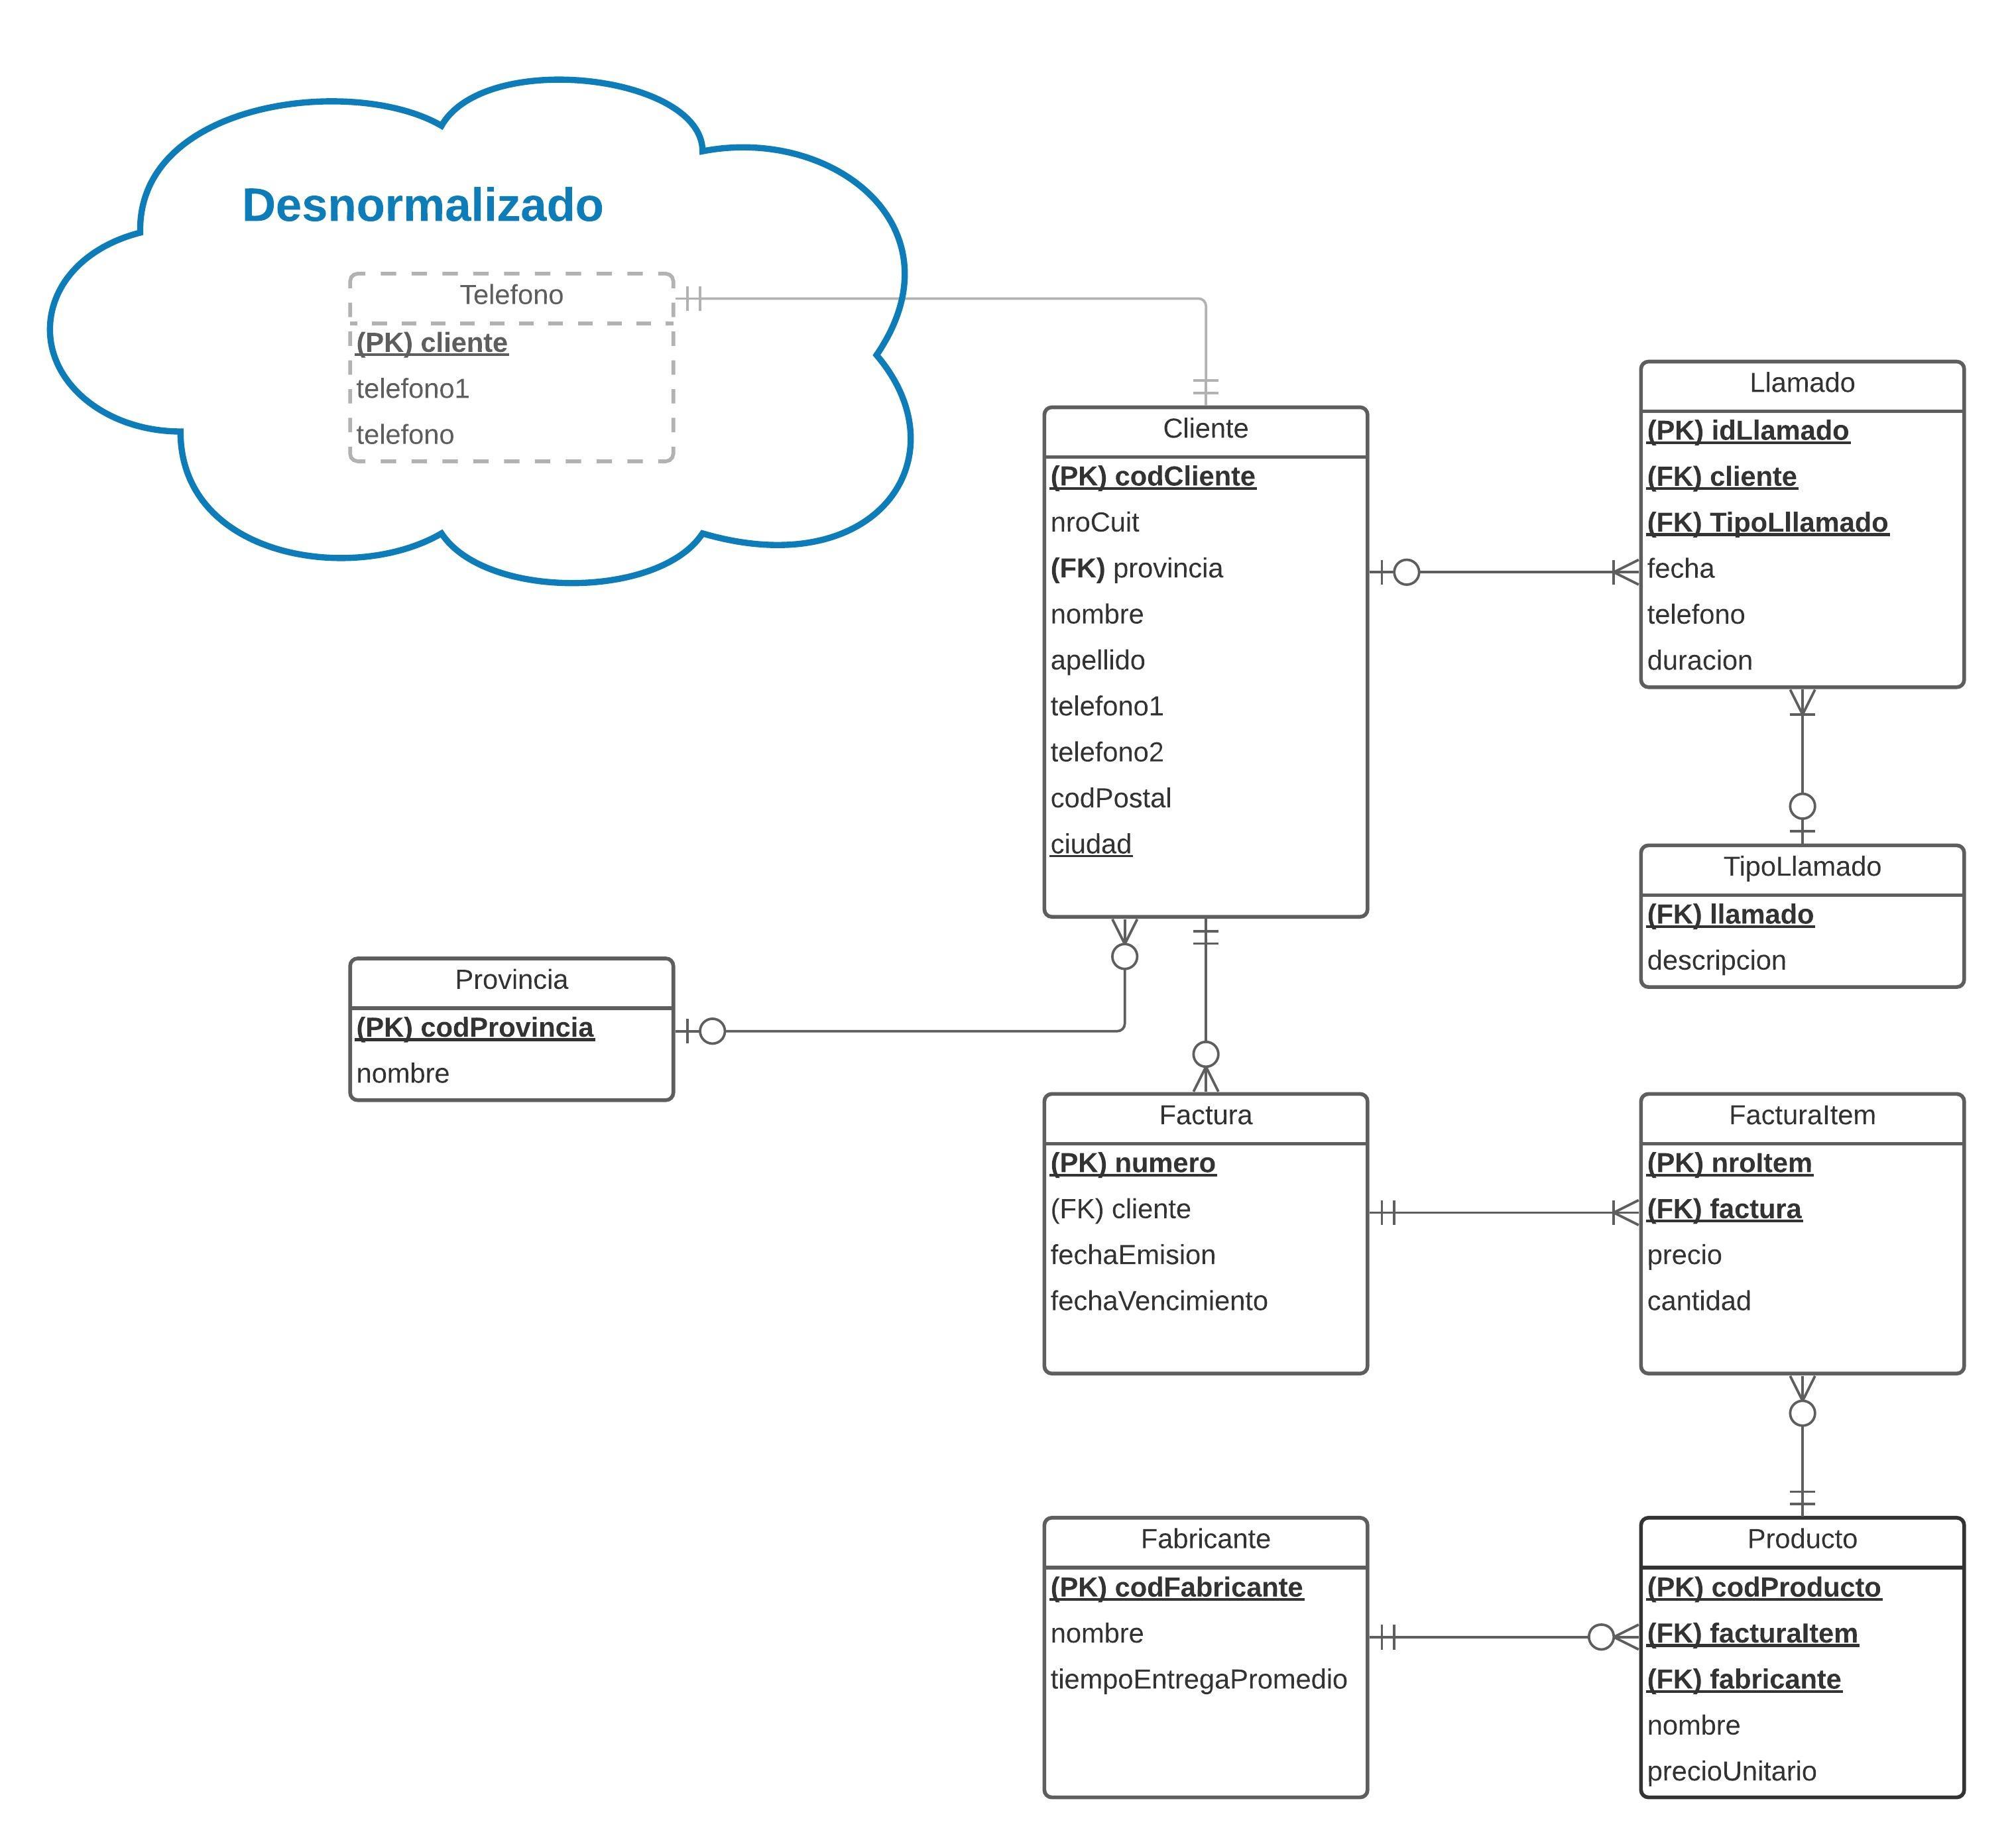 Desnormalizado
Telefono
(PK) cliente
telefono1
telefono
Cliente
(PK) codCliente
nroCuit
(FK) provincia
nombre
apellido
telefono1
telefono2
codPostal
ciudad
Llamado
(PK) idLlamado
(FK) cliente
(FK) TipoLllamado
fecha
telefono
duracion
TipoLlamado
(FK) llamado
descripcion
Provincia
(PK) codProvincia
nombre
Factura
(PK) numero
(FK) cliente
fechaEmision
fechaVencimiento
FacturaItem
(PK) nroItem
(FK) factura
precio
cantidad
Fabricante
(PK) codFabricante
nombre
tiempoEntregaPromedio
Producto
(PK) codProducto
(FK) facturaItem
(FK) fabricante
nombre
precioUnitario